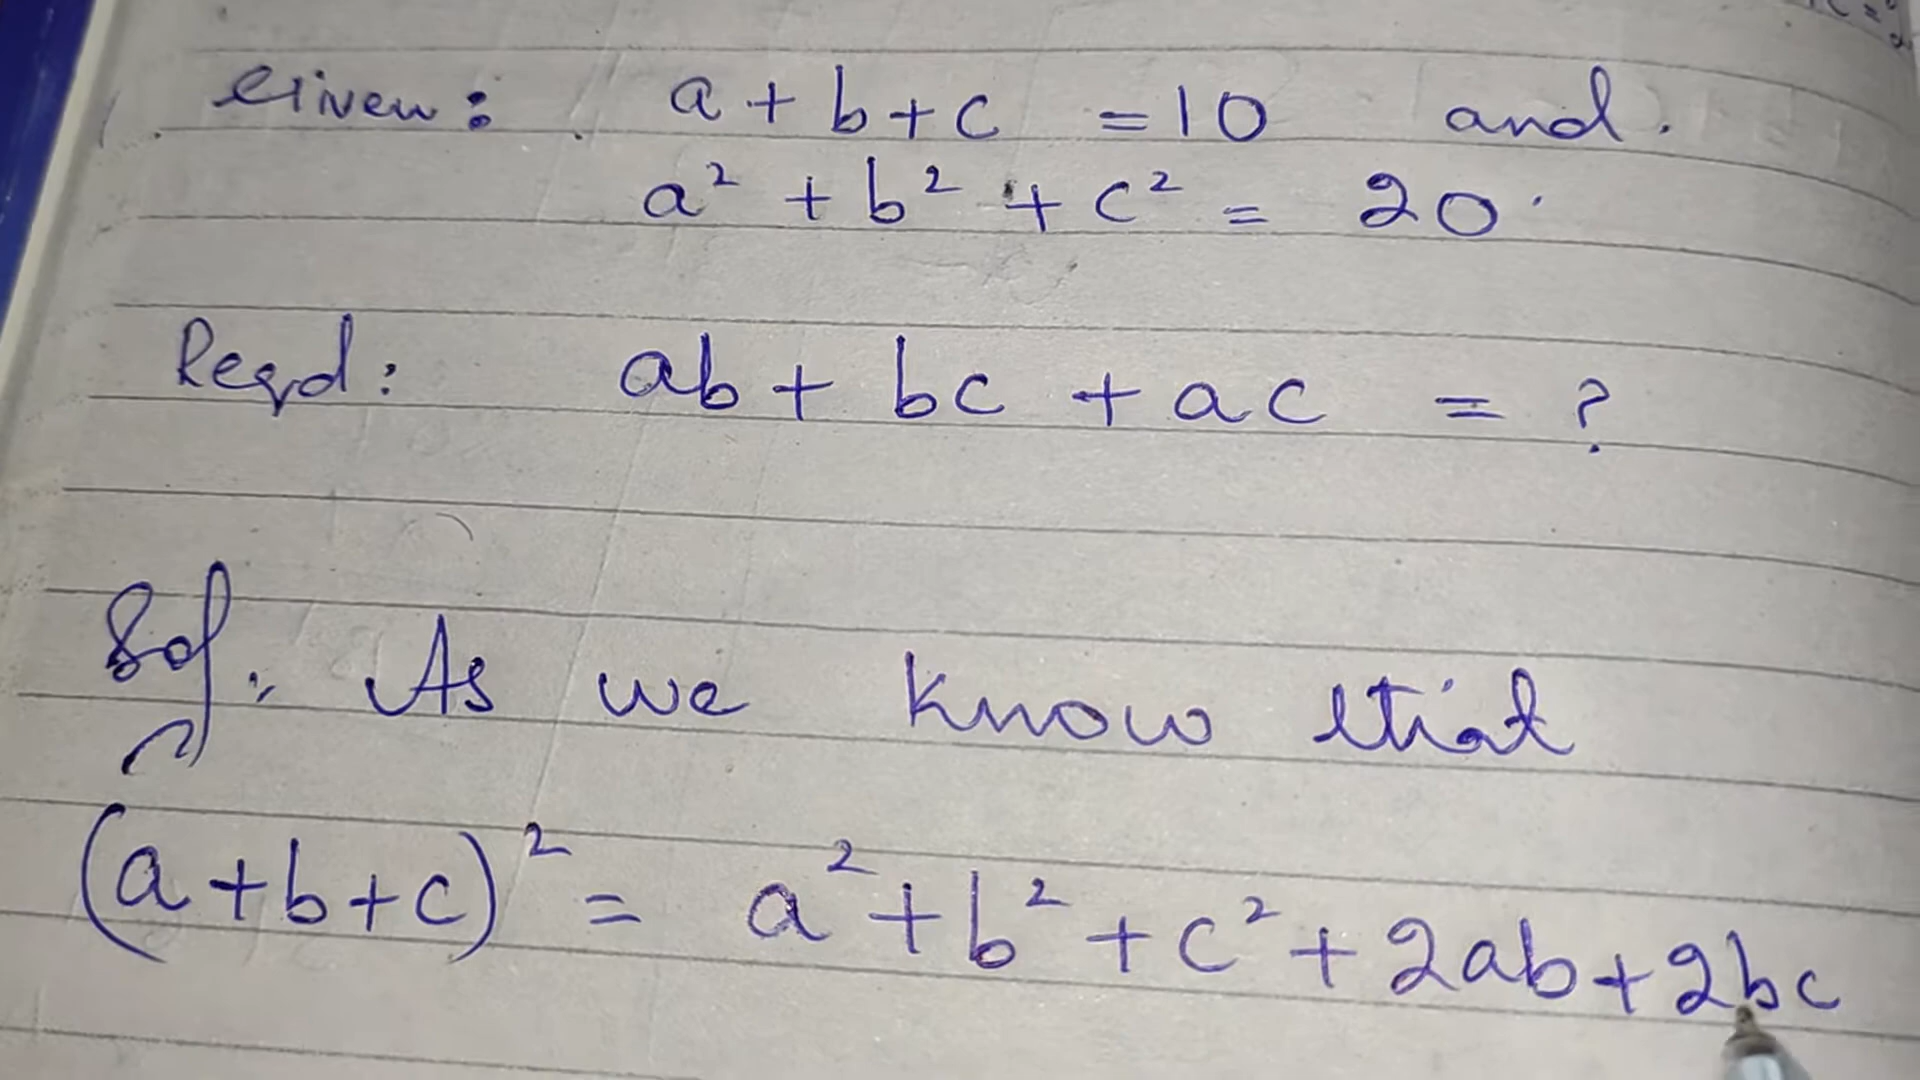 Given: a + b + c = 10 and.
a² + b² + c² = 20
Reqd: ab + bc + ac = ?
Sol: As we know that
(a + b + c)² = a² + b² + c² + 2ab + 2bc